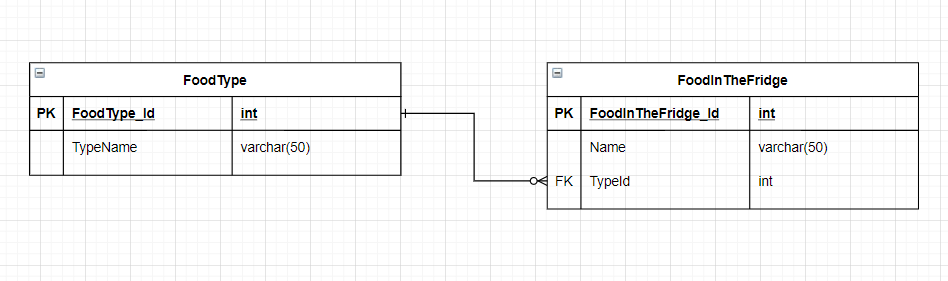 FoodType
PK FoodType_Id int
TypeName varchar(50)
FoodInTheFridge
PK FoodInTheFridge_Id int
Name varchar(50)
FK TypeId int